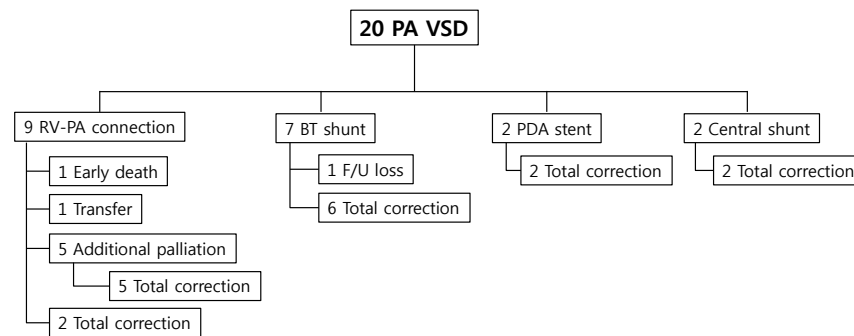 20 PA VSD
9 RV-PA connection
1 Early death
1 Transfer
5 Additional palliation
5 Total correction
2 Total correction
7 BT shunt
1 F/U loss
6 Total correction
2 PDA stent
2 Total correction
2 Central shunt
2 Total correction